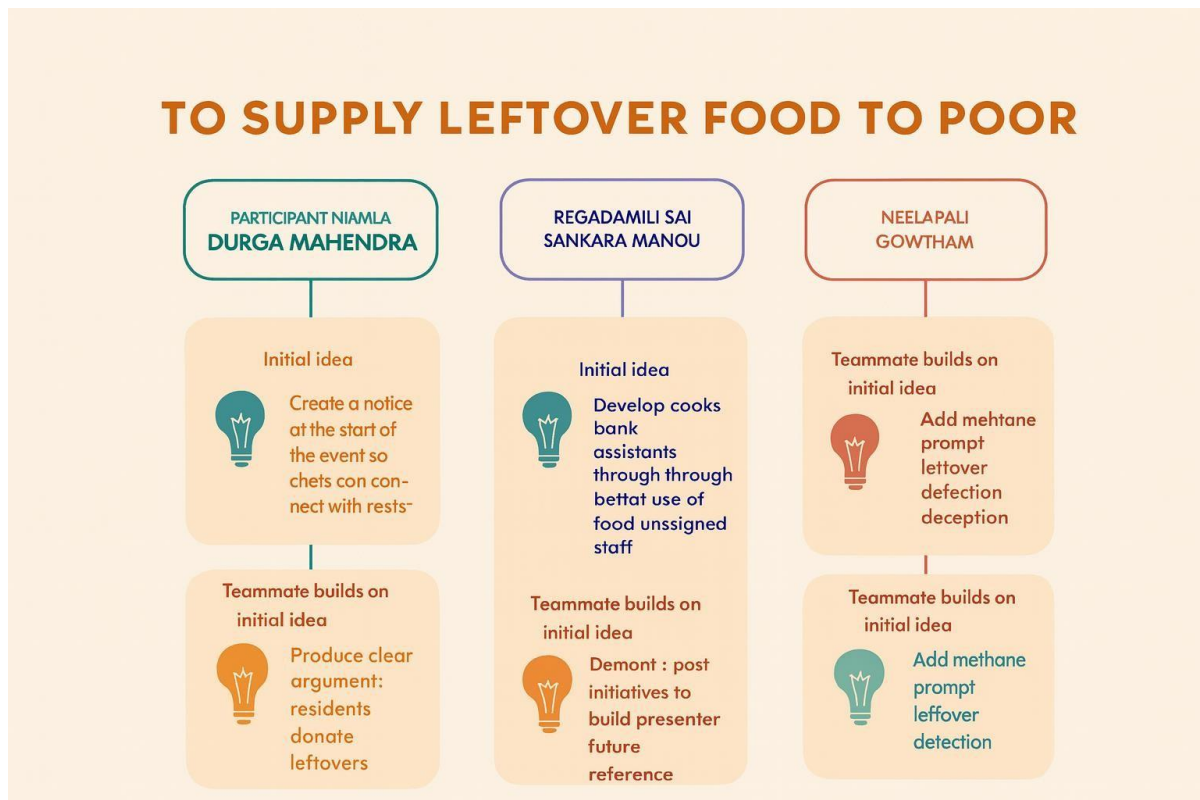 TO SUPPLY LEFTOVER FOOD TO POOR
PARTICIPANT NIAMLA
DURGA MAHENDRA
Initial idea
Create a notice
at the start of
the event so
chets con con-
nect with rests-
Teammate builds on
initial idea
Produce clear
argument:
residents
donate
leftovers
REGADAMILI SAI
SANKARA MANOU
Initial idea
Develop cooks
bank
assistants
through through
bettat use of
food unssigned
staff
Teammate builds on
initial idea
Demont : post
initiatives to
build presenter
future
reference
NEELAPALI
GOWTHAM
Teammate builds on
initial idea
Add mehtane
prompt
lettover
defection
deception
Teammate builds on
initial idea
Add methane
prompt
leffover
detection